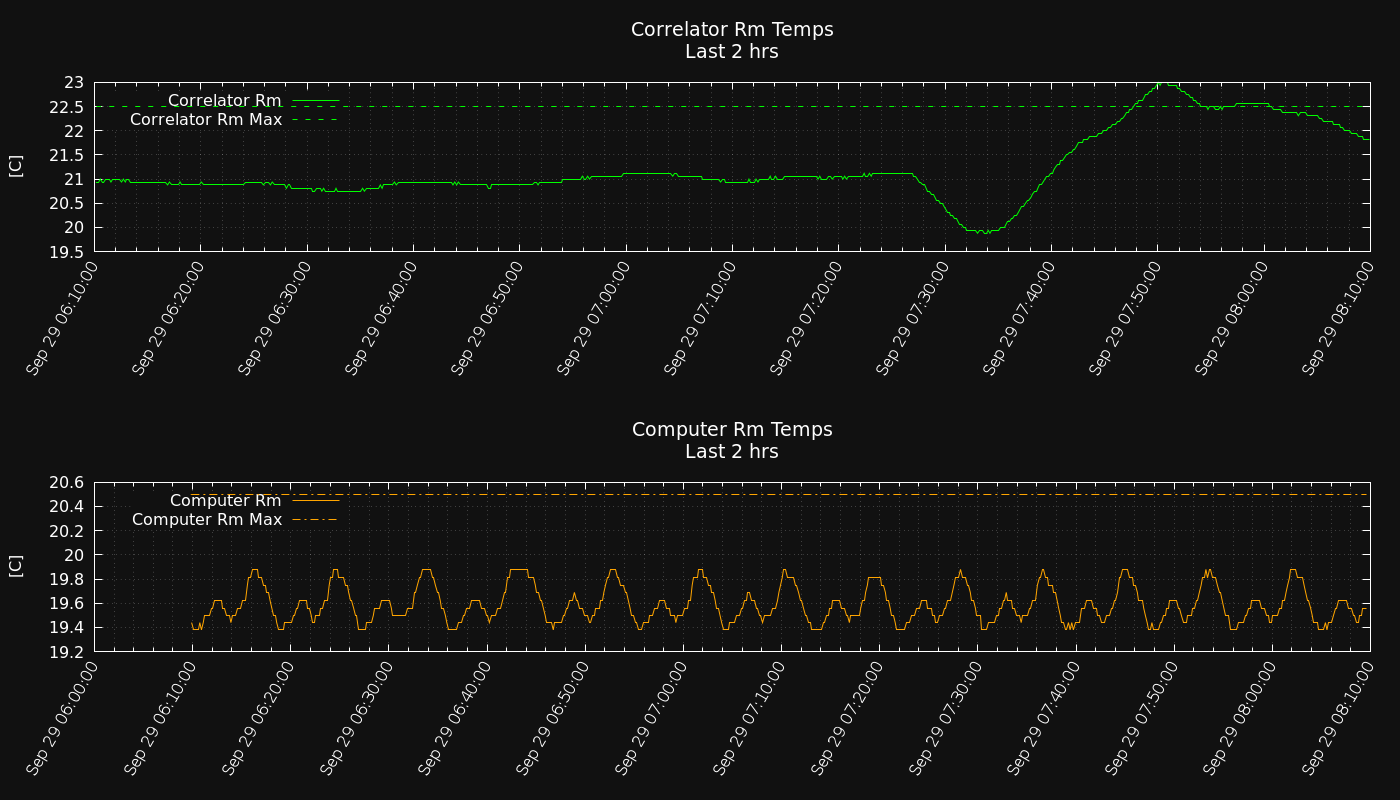 Correlator Rm Temps
Last 2 hrs
23
22.5
22
21.5
21
20.5
20
19.5
[C]
Correlator Rm
Correlator Rm Max
Sep 29 06:10:00
Sep 29 06:20:00
Sep 29 06:30:00
Sep 29 06:40:00
Sep 29 06:50:00
Sep 29 07:00:00
Sep 29 07:10:00
Sep 29 07:20:00
Sep 29 07:30:00
Sep 29 07:40:00
Sep 29 07:50:00
Sep 29 08:00:00
Sep 29 08:10:00
Computer Rm Temps
Last 2 hrs
20.6
20.4
20.2
20
19.8
19.6
19.4
19.2
[C]
Computer Rm
Computer Rm Max
Sep 29 06:00:00
Sep 29 06:10:00
Sep 29 06:20:00
Sep 29 06:30:00
Sep 29 06:40:00
Sep 29 06:50:00
Sep 29 07:00:00
Sep 29 07:10:00
Sep 29 07:20:00
Sep 29 07:30:00
Sep 29 07:40:00
Sep 29 07:50:00
Sep 29 08:00:00
Sep 29 08:10:00